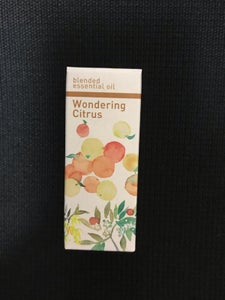 blended
essential oil
Wondering
Citrus